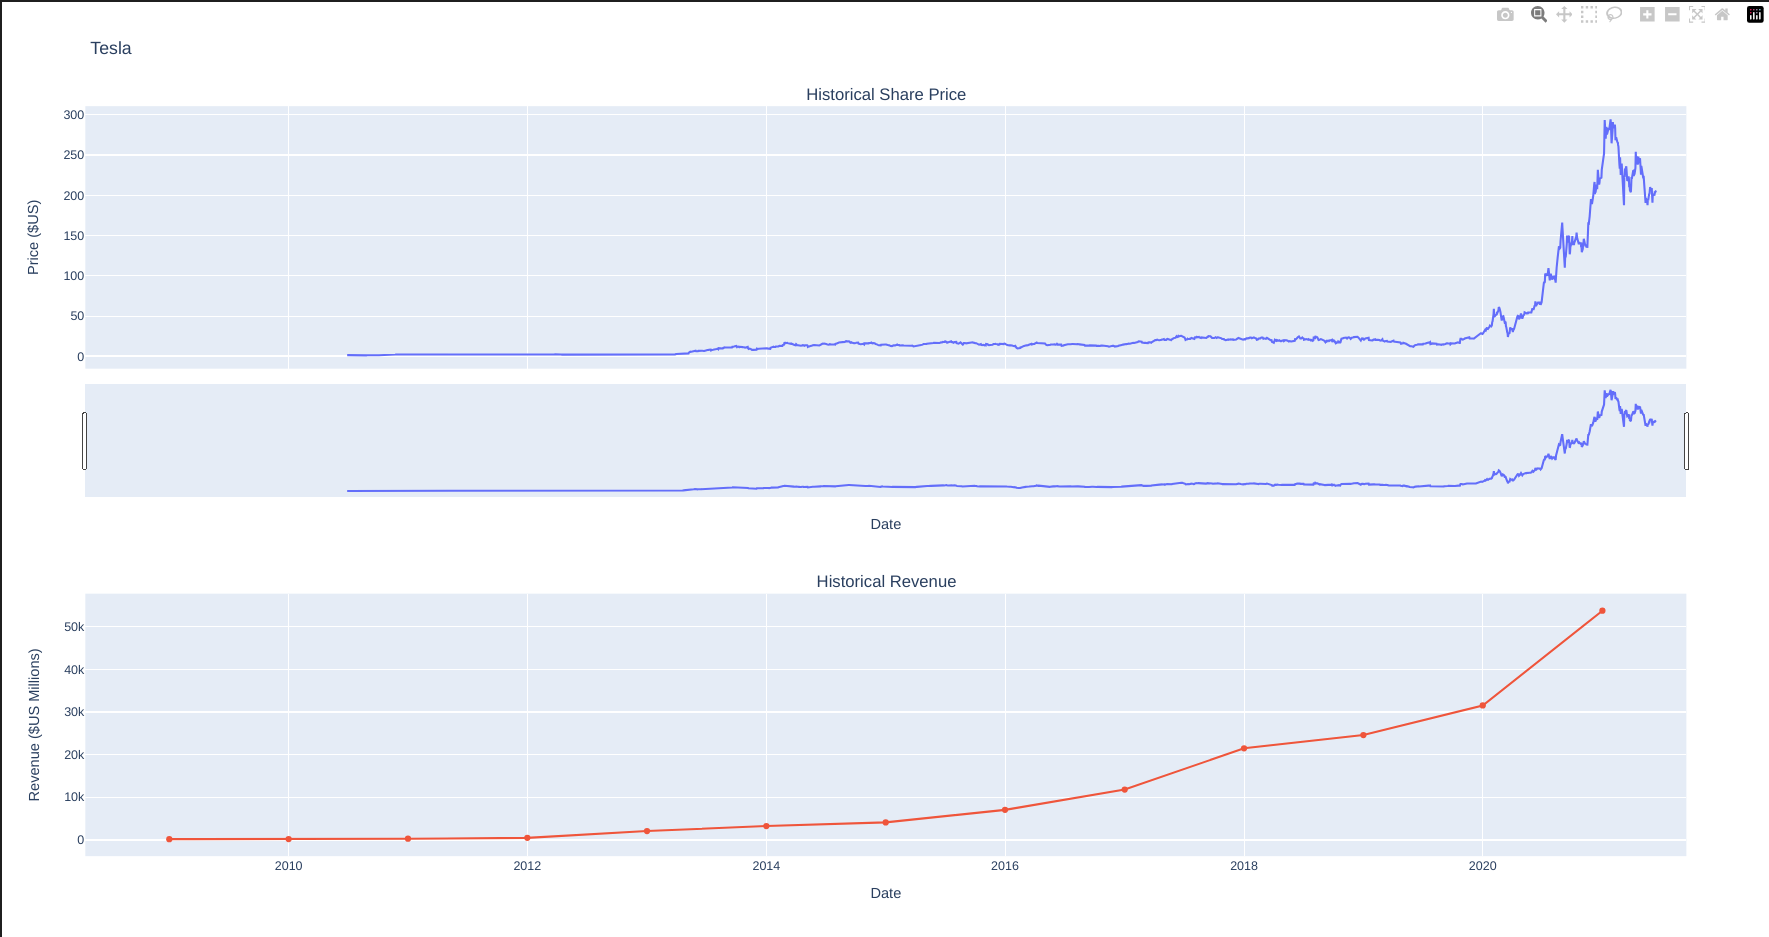 Tesla
Historical Share Price
300
250
200
150
100
50
0
Price ($US)
Date
Historical Revenue
50k
40k
30k
20k
10k
0
Revenue ($US Millions)
2010 2012 2014 2016 2018 2020
Date